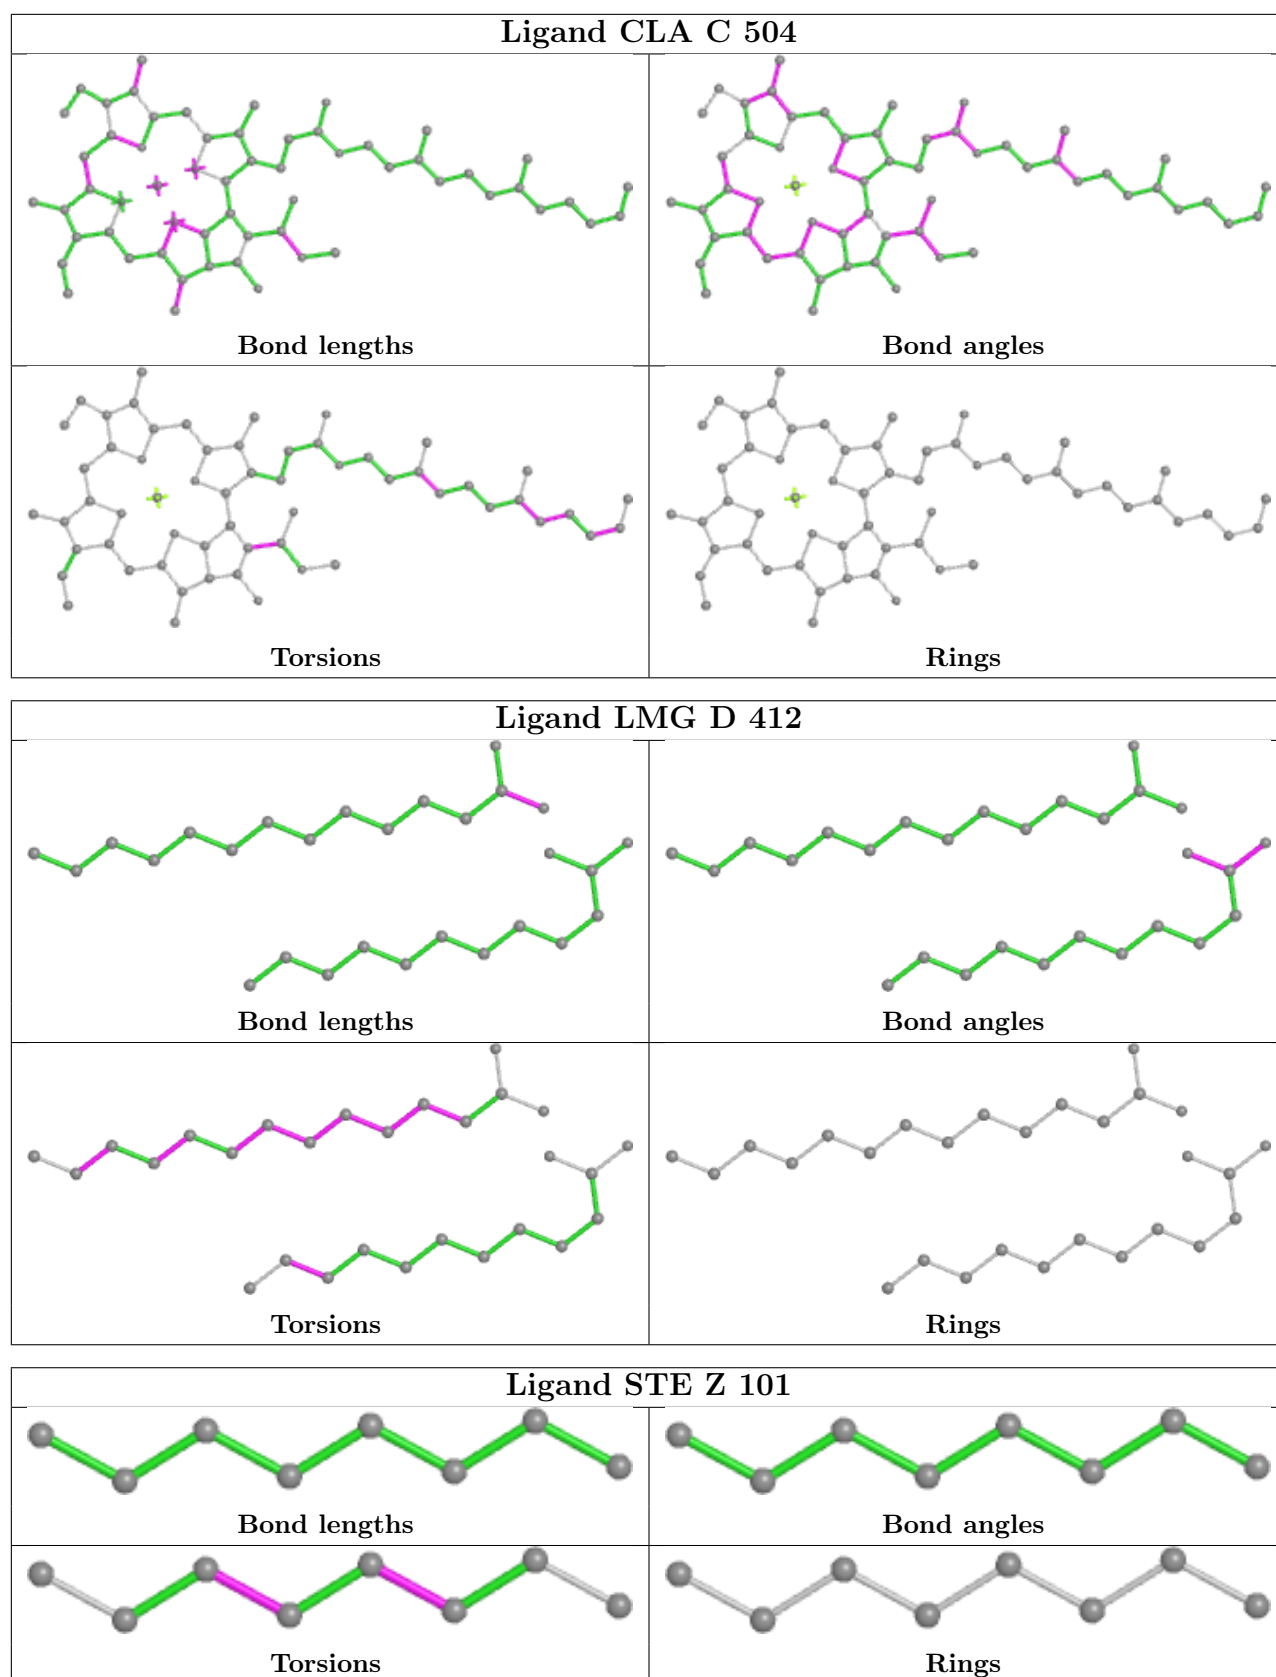 Ligand CLA C 504
Bond lengths
Bond angles
Torsions
Rings
Ligand LMG D 412
Bond lengths
Bond angles
Torsions
Rings
Ligand STE Z 101
Bond lengths
Bond angles
Torsions
Rings